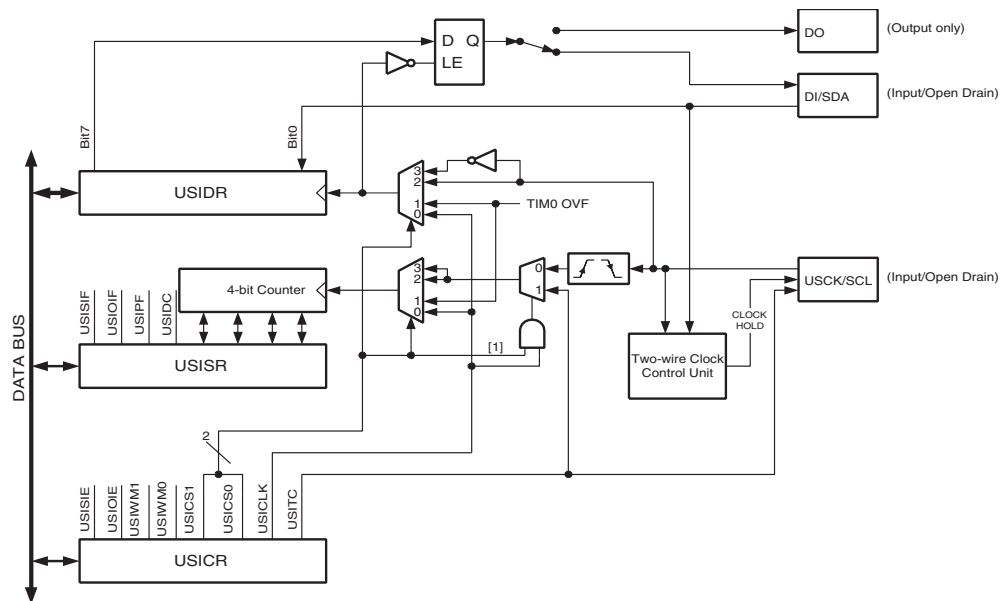 D Q
LE
DO
(Output only)
DI/SDA
(Input/Open Drain)
Bit7
Bit0
USIDR
3
2
1
0
TIM0 OVF
DATA BUS
4-bit Counter
3
2
1
0
0
1
USCK/SCL
(Input/Open Drain)
CLOCK
HOLD
USISIF
USIOIF
USIPF
USIDC
USISR
[1]
Two-wire Clock
Control Unit
2
USISIE
USIOIE
USIWM1
USIWM0
USICS1
USICS0
USICLK
USITC
USICR